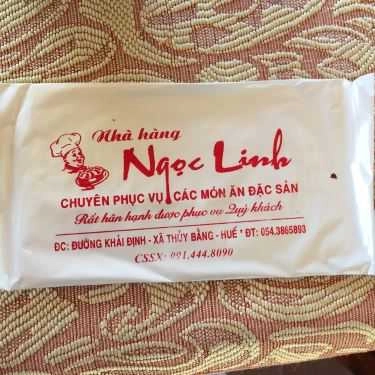 Nhà hàng
Ngọc Linh
CHUYÊN PHỤC VỤ CÁC MÓN ĂN ĐẶC SẢN
Rất hân hạnh được phục vụ Quý khách
ĐC: ĐƯỜNG KHẢI ĐỊNH - XÃ THỦY BẰNG - HUẾ * ĐT: 054.3865893
CSSX: 091.444.8090